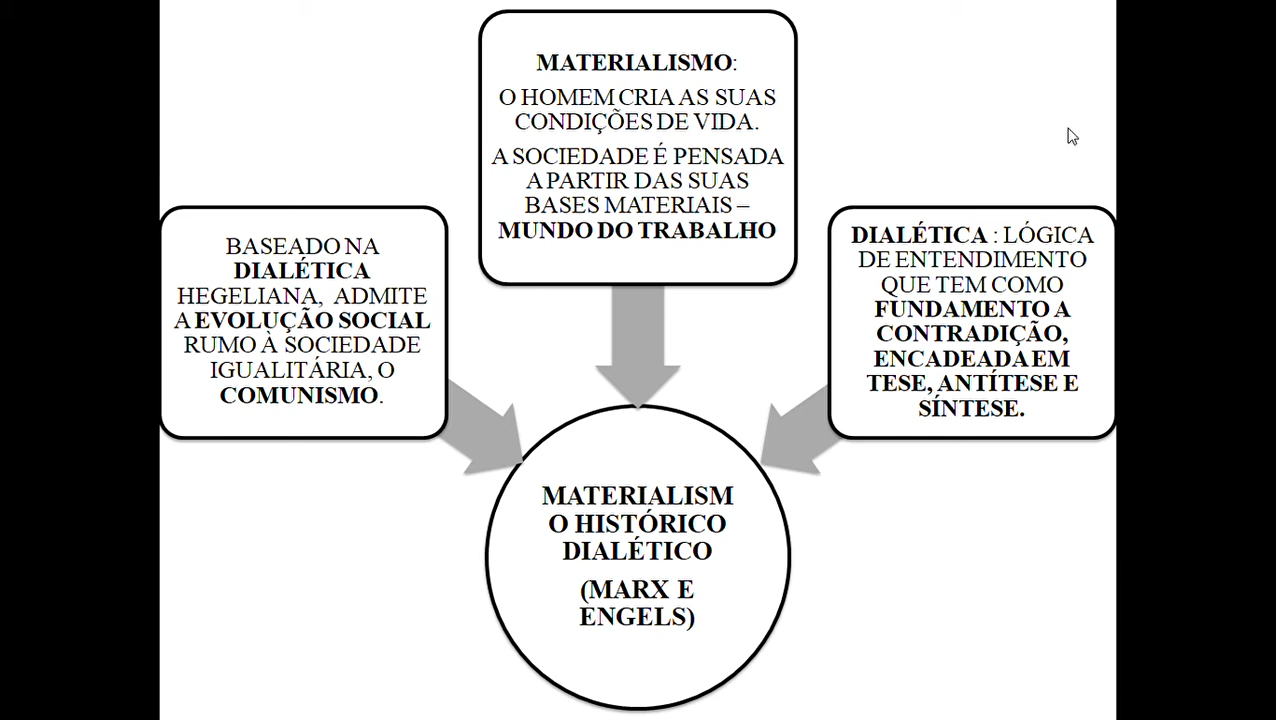 MATERIALISMO:
O HOMEM CRIA AS SUAS
CONDIÇÕES DE VIDA.
A SOCIEDADE É PENSADA
A PARTIR DAS SUAS
BASES MATERIAIS –
MUNDO DO TRABALHO
BASEADO NA
DIALÉTICA
HEGELIANA, ADMITE
A EVOLUÇÃO SOCIAL
RUMO À SOCIEDADE
IGUALITÁRIA, O
COMUNISMO.
DIALÉTICA : LÓGICA
DE ENTENDIMENTO
QUE TEM COMO
FUNDAMENTO A
CONTRADIÇÃO,
ENCADEADA EM
TESE, ANTÍTESE E
SÍNTESE.
MATERIALISM
O HISTÓRICO
DIALÉTICO
(MARX E
ENGELS)